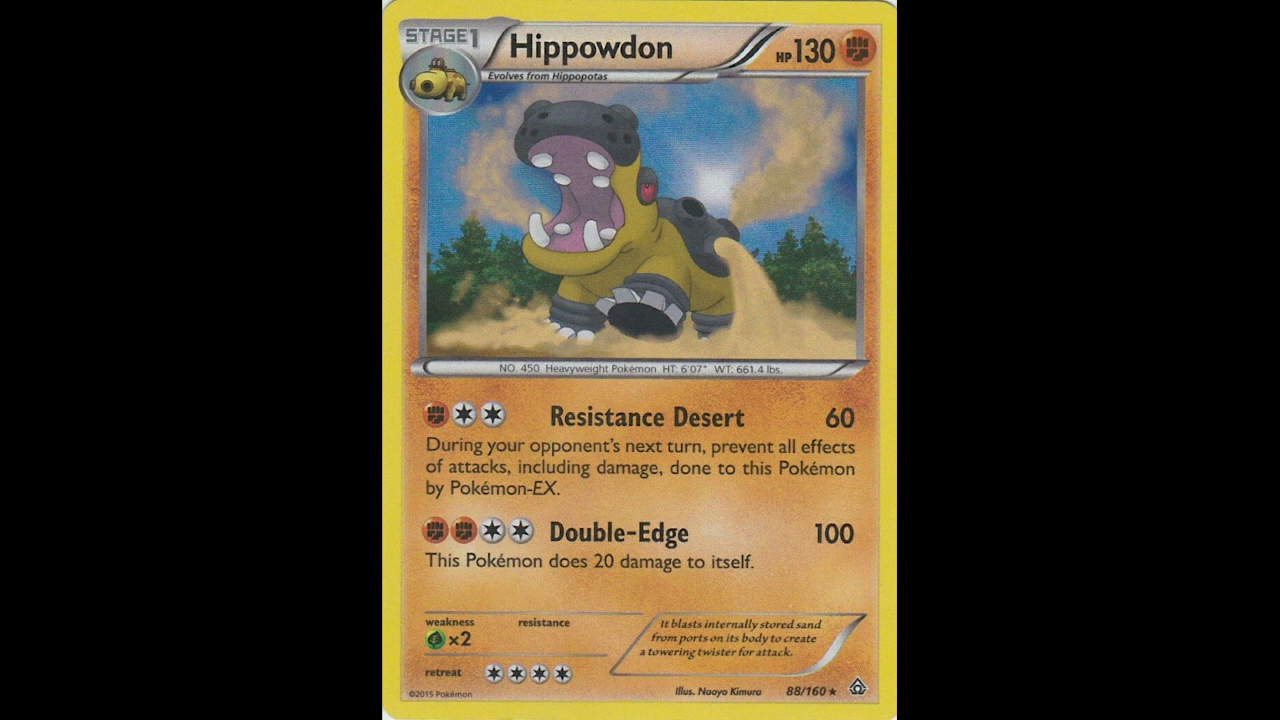 STAGE1
Hippowdon
HP130
Evolves from Hippopotas
NO. 450 Heavyweight Pokémon HT: 6'07" WT: 661.4 lbs.
Resistance Desert 60
During your opponent's next turn, prevent all effects
of attacks, including damage, done to this Pokémon
by Pokémon-EX.
Double-Edge 100
This Pokémon does 20 damage to itself.
weakness resistance
×2
retreat
It blasts internally stored sand
from ports on its body to create
a towering twister for attack.
©2015 Pokémon
Illus. Naoyo Kimura 88/160★